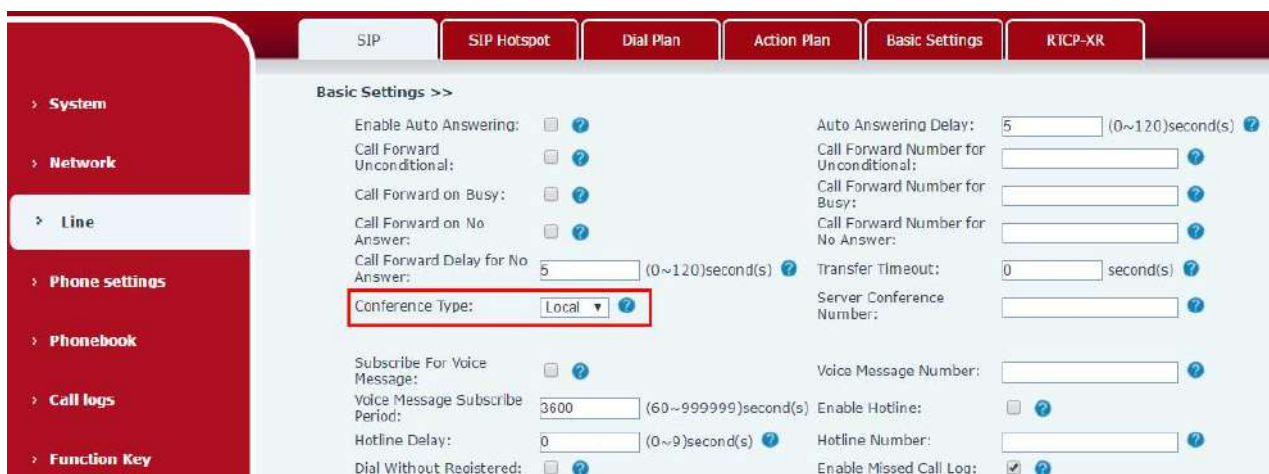 SIP
SIP Hotspot
Dial Plan
Action Plan
Basic Settings
RTCP-XR
› System
› Network
› Line
› Phone settings
› Phonebook
› Call logs
› Function Key
Basic Settings >>
Enable Auto Answering:
Auto Answering Delay: 5 (0~120)second(s)
Call Forward
Unconditional:
Call Forward Number for
Unconditional:
Call Forward on Busy:
Call Forward Number for
Busy:
Call Forward on No
Answer:
Call Forward Number for
No Answer:
Call Forward Delay for No
Answer: 5 (0~120)second(s)
Transfer Timeout: 0 second(s)
Conference Type: Local
Server Conference
Number:
Subscribe For Voice
Message:
Voice Message Number:
Voice Message Subscribe
Period: 3600 (60~999999)second(s)
Enable Hotline:
Hotline Delay: 0 (0~9)second(s)
Hotline Number:
Dial Without Registered:
Enable Missed Call Log: